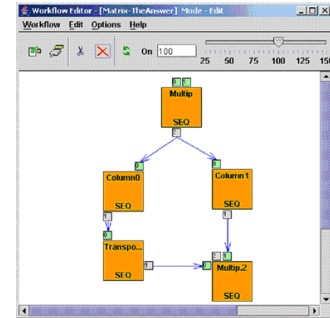 Workflow Editor - [Matrix-TheAnswer]- Mode - Edit
Workflow Edit Options Help
On 100
25 50 75 100 125 150
Multip
SEQ
Column0
SEQ
Column1
SEQ
Transpo...
SEQ
Multip.2
SEQ